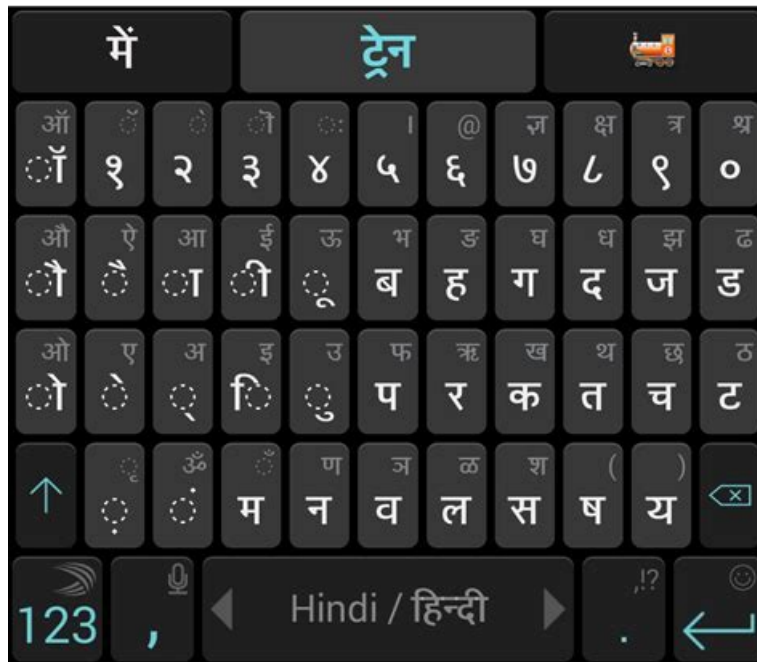 में ट्रेन
ऑ ॅ ॆ ॊ ः । @ ज्ञ क्ष त्र श्र
ॉ १ २ ३ ४ ५ ६ ७ ८ ९ ०
औ ऐ आ ई ऊ भ ङ घ ध झ ढ
ौ ै ा ी ू ब ह ग द ज ड
ओ ए अ इ उ फ ऋ ख थ छ ठ
ो े ् ि ु प र क त च ट
ृ ॐ ँ ण ञ ळ श ( )
़ ं म न व ल स ष य
,!?
123 , Hindi / हिन्दी .